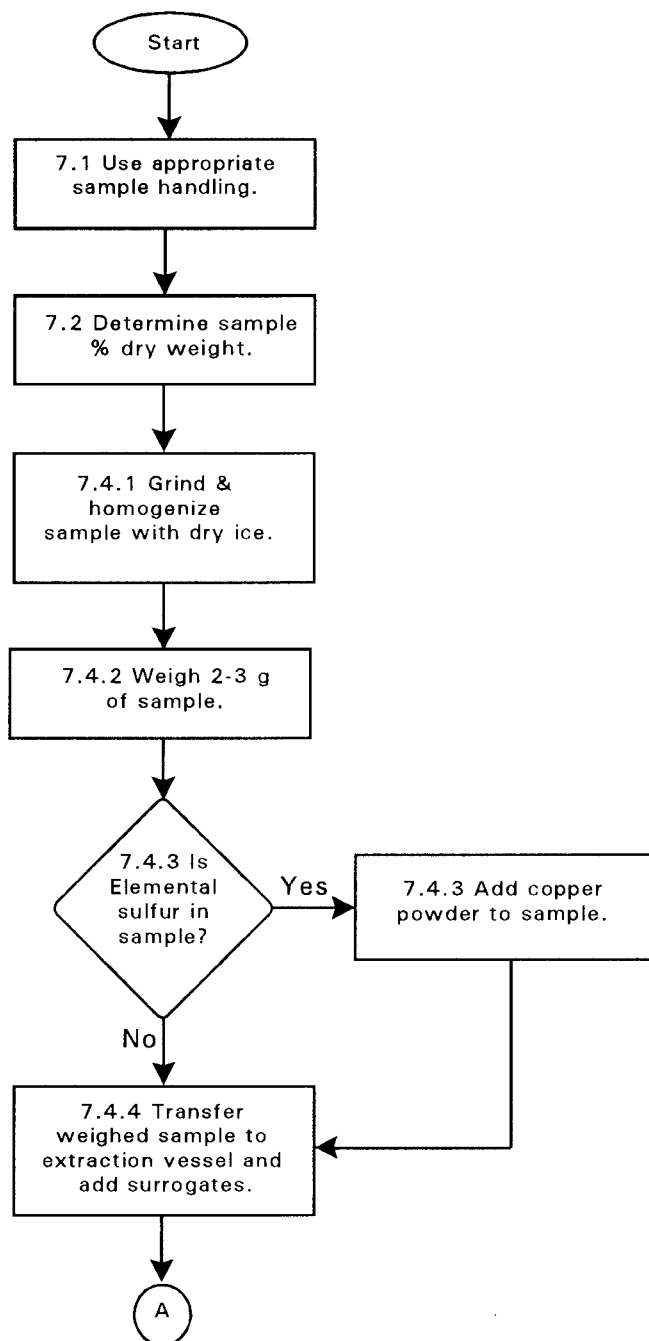 Start
7.1 Use appropriate
sample handling.
7.2 Determine sample
% dry weight.
7.4.1 Grind &
homogenize
sample with dry ice.
7.4.2 Weigh 2-3 g
of sample.
7.4.3 Is
Elemental
sulfur in
sample?
Yes
7.4.3 Add copper
powder to sample.
No
7.4.4 Transfer
weighed sample to
extraction vessel and
add surrogates.
A